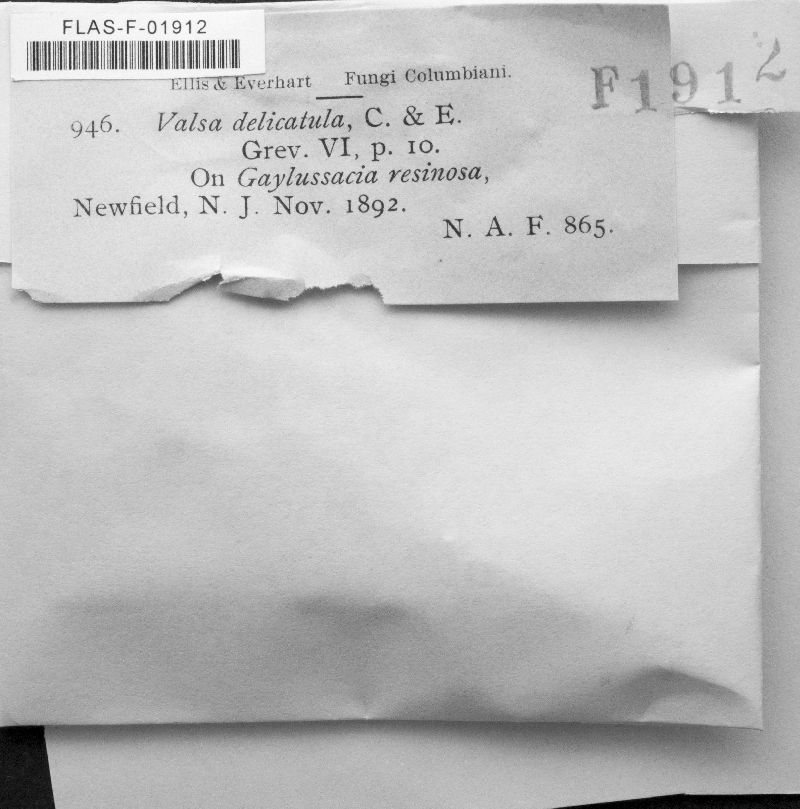 FLAS-F-01912
Ellis & Everhart Fungi Columbiani.
F1912
946. Valsa delicatula, C. & E.
Grev. VI, p. 10.
On Gaylussacia resinosa,
Newfield, N. J. Nov. 1892.
N. A. F. 865.